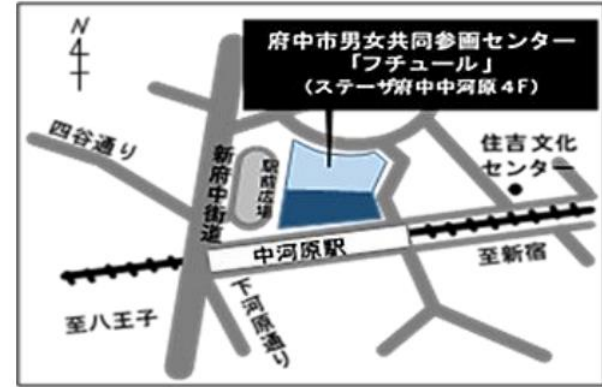 N
府中市男女共同参画センター
「フチュール」
(ステーザ府中中河原4F)
四谷通り
新府中街道
駅前広場
住吉文化
センター
中河原駅
至新宿
至八王子
下河原通り